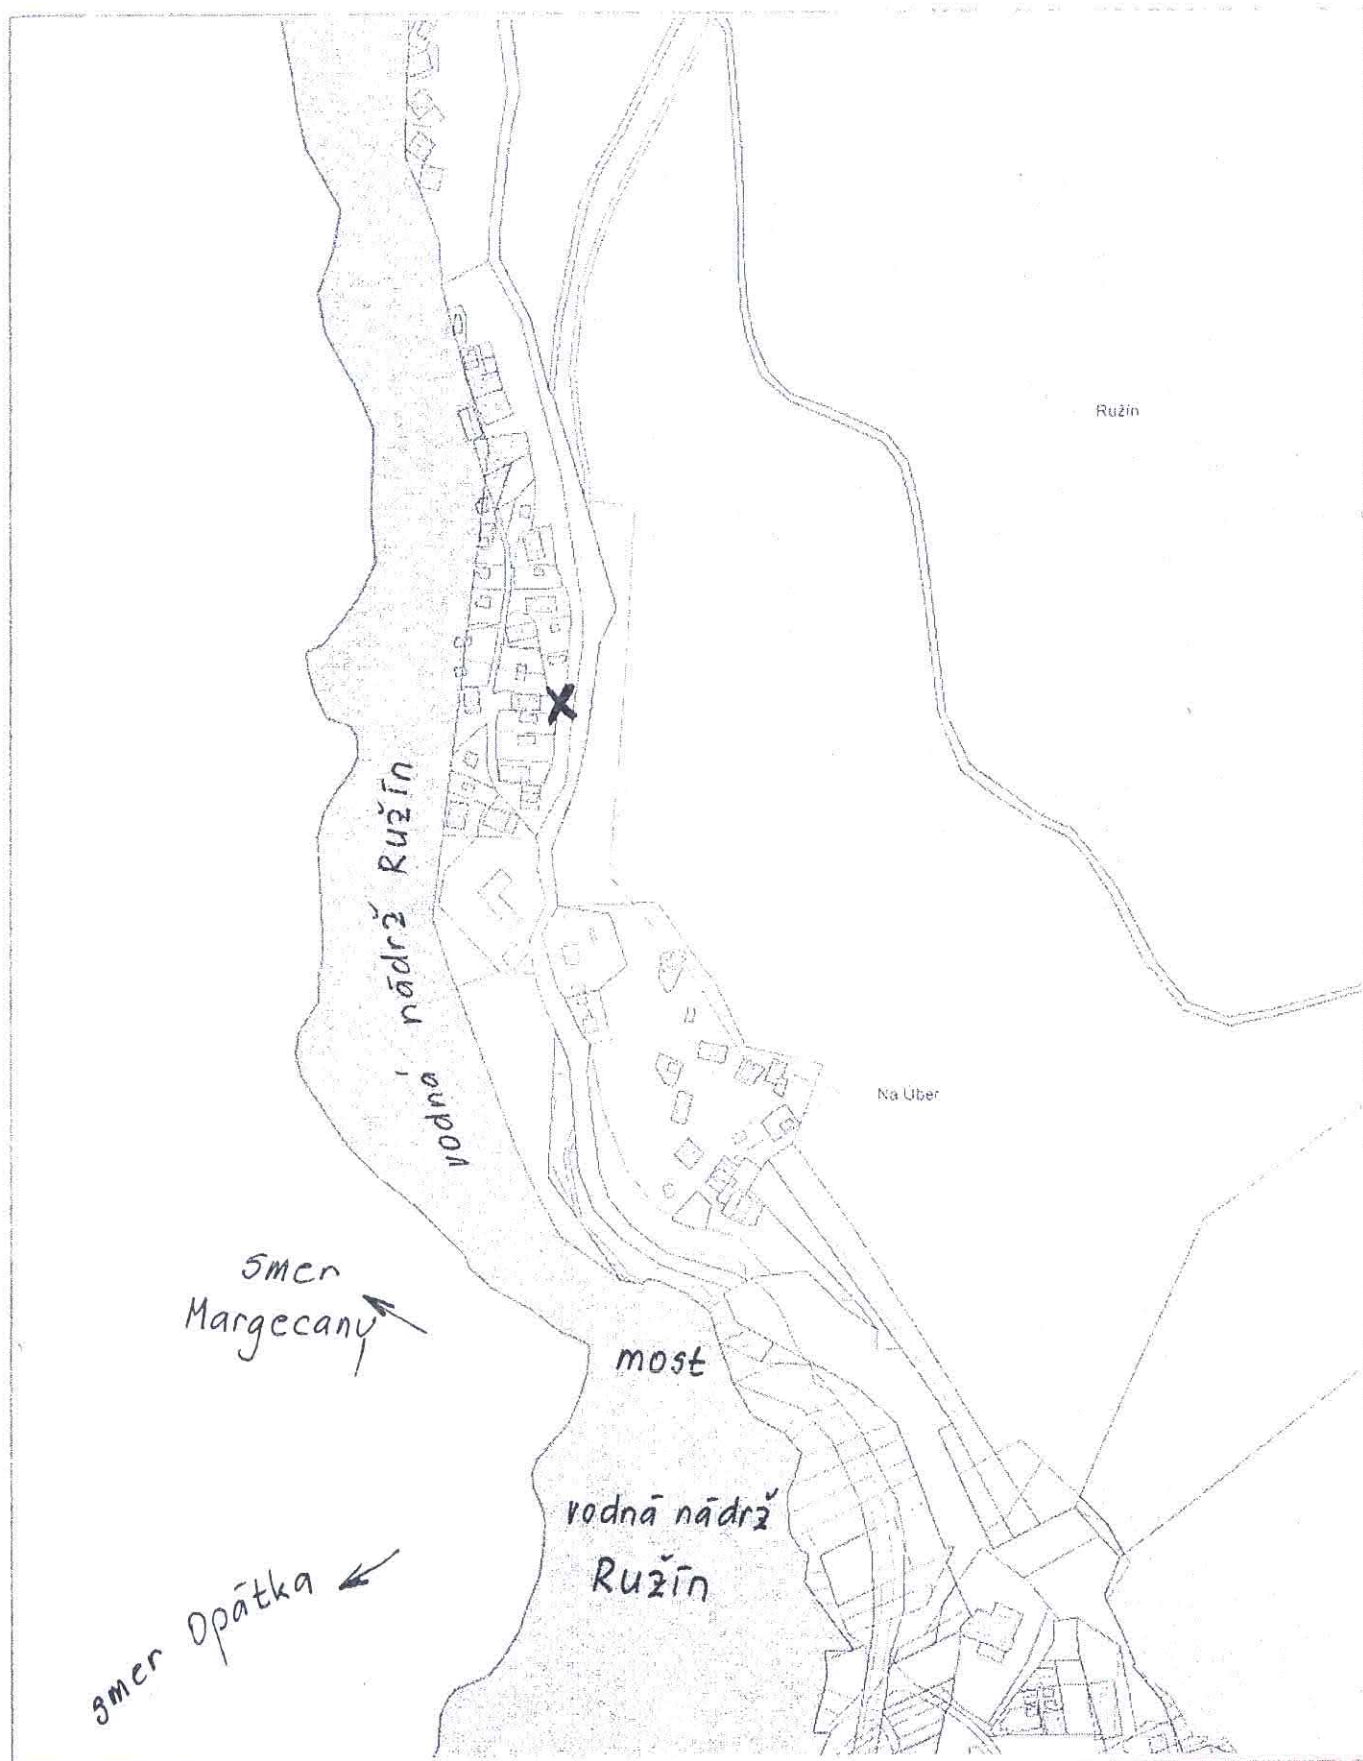 Ružín
vodná nádrž Ružín
Na Úber
smer
Margecany
most
vodná nádrž
Ružín
smer Opátka